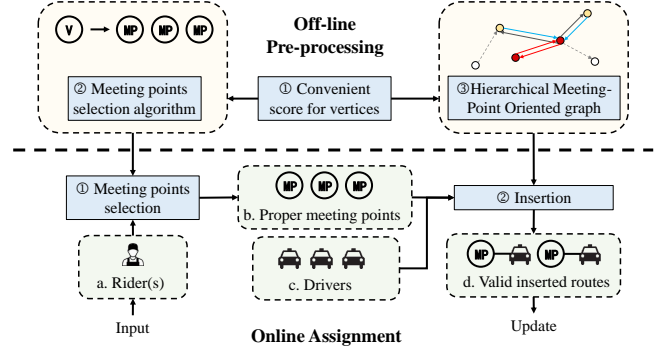 V MP MP MP
Off-line
Pre-processing
② Meeting points
selection algorithm
① Convenient
score for vertices
③Hierarchical Meeting-
Point Oriented graph
① Meeting points
selection
MP MP MP
b. Proper meeting points
② Insertion
a. Rider(s)
c. Drivers
MP MP
d. Valid inserted routes
Input
Online Assignment
Update